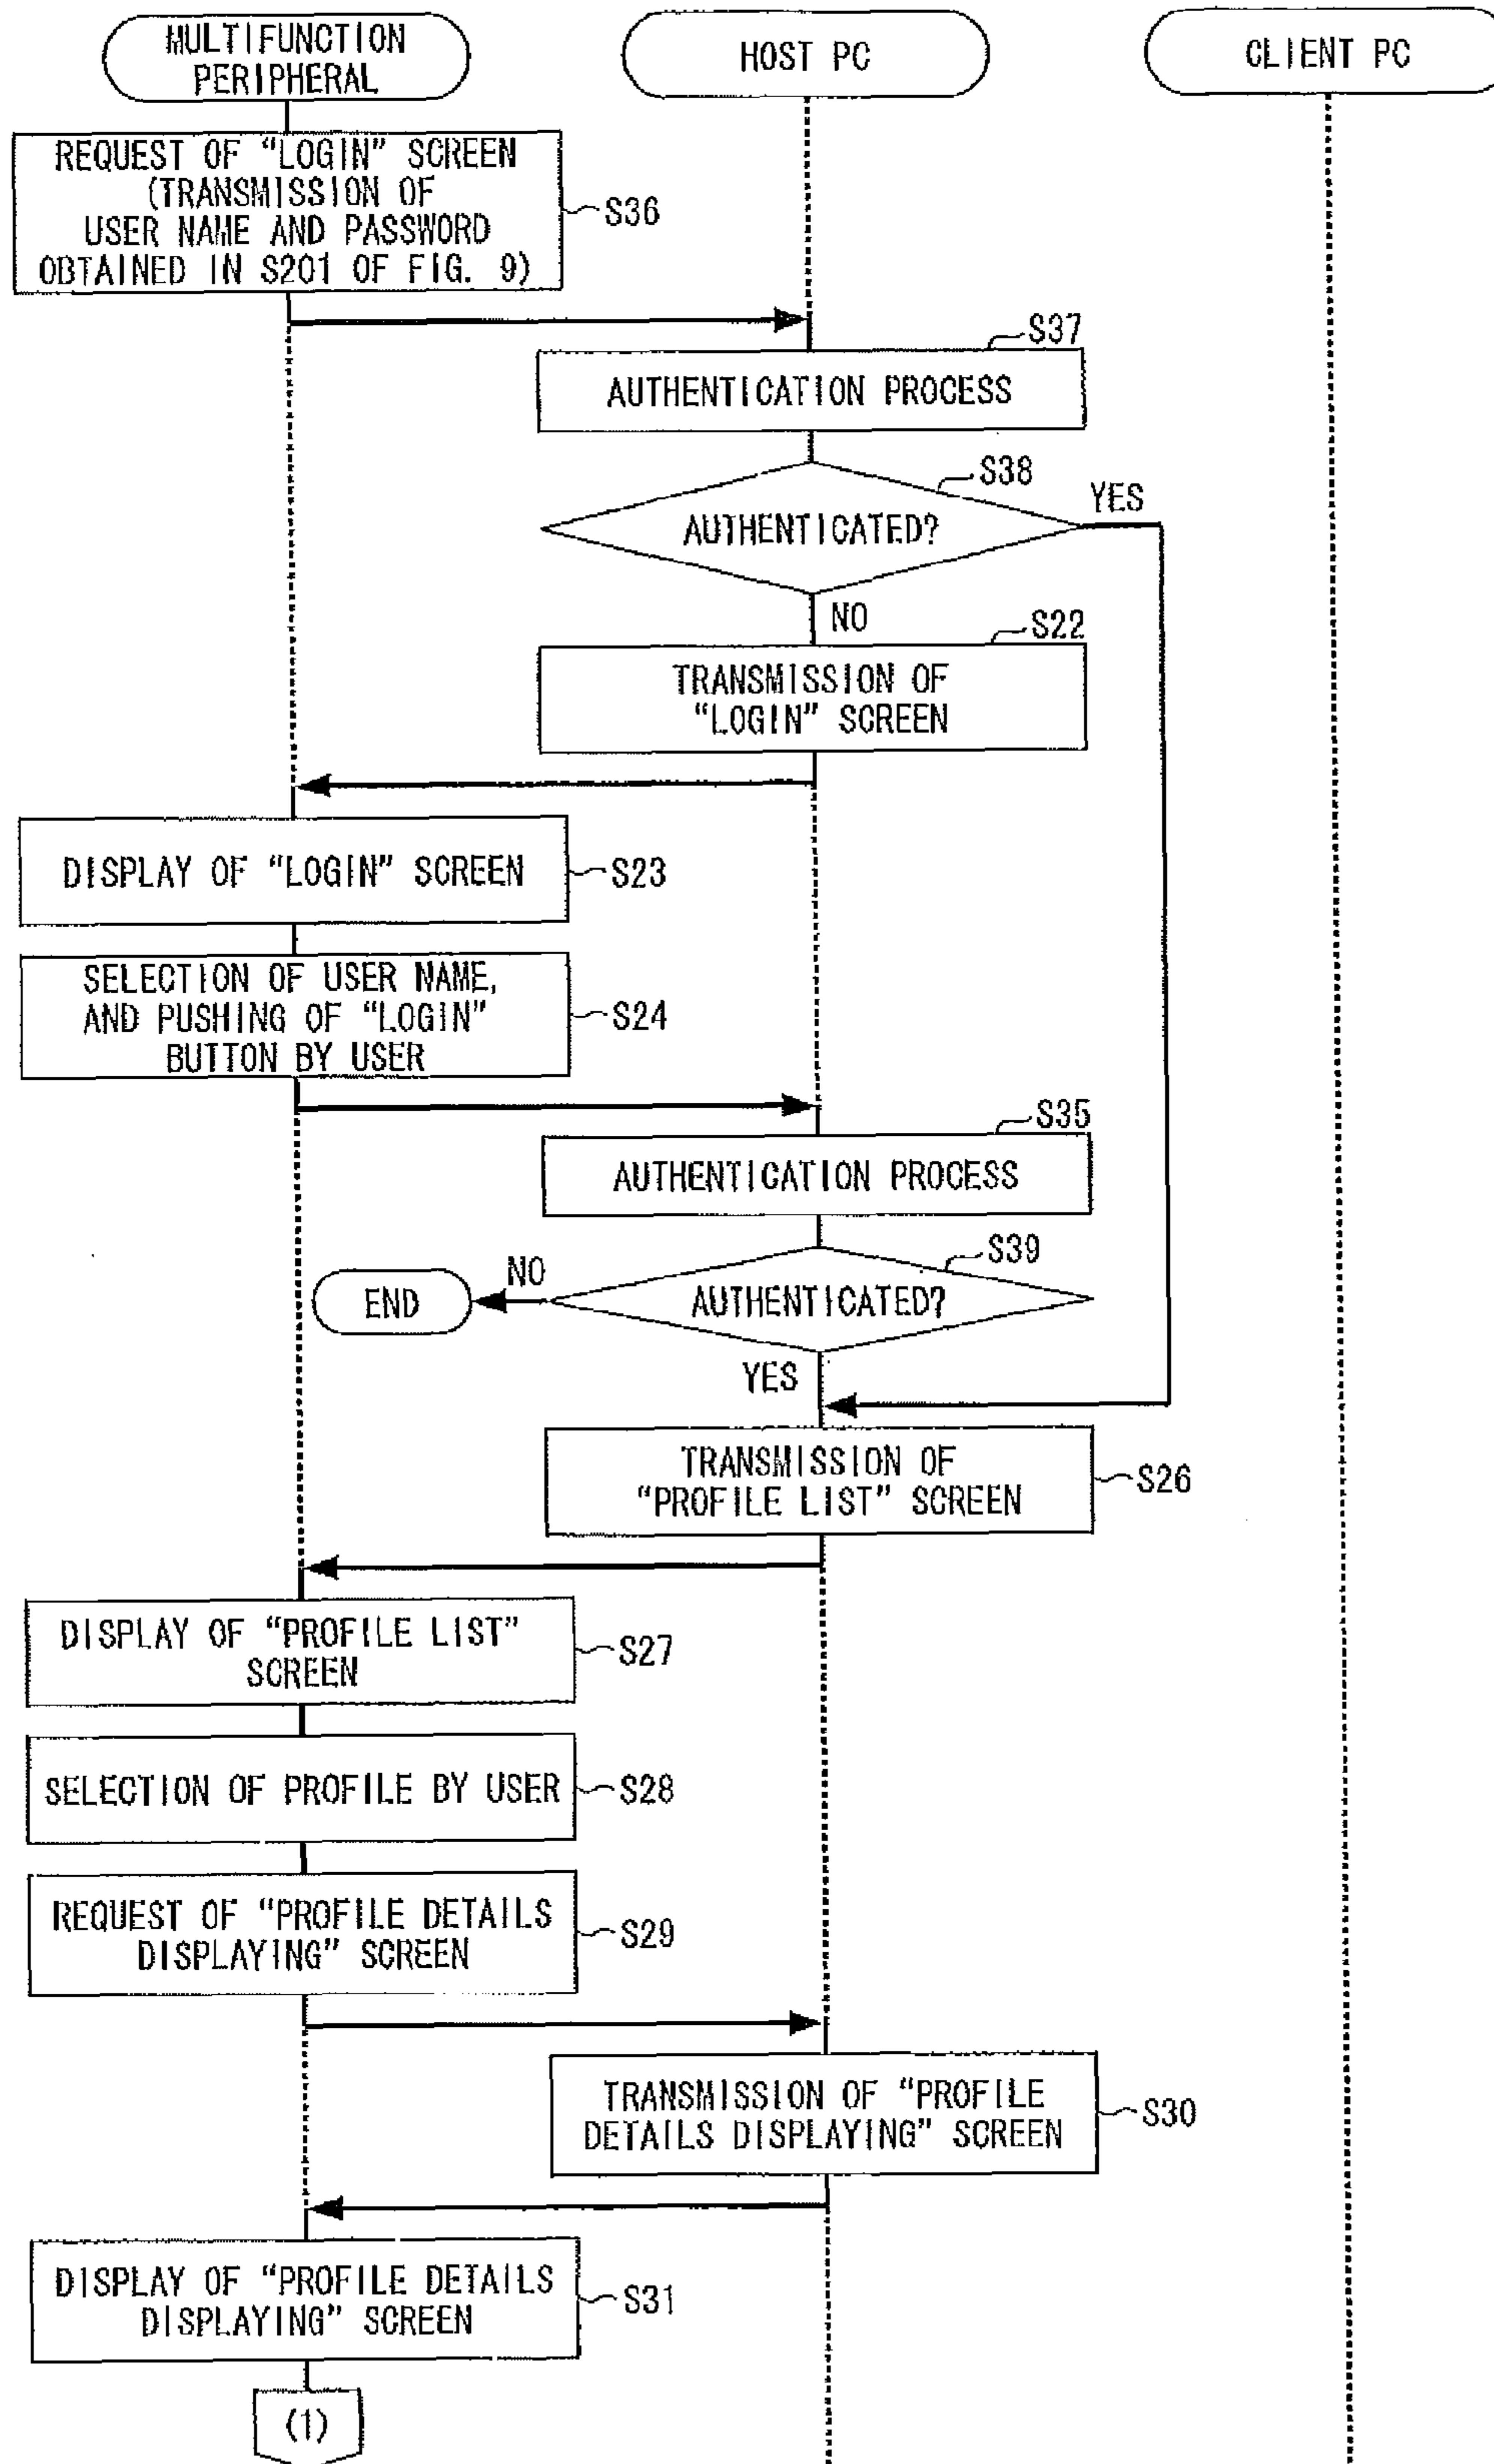 MULTIFUNCTION
PERIPHERAL
HOST PC
CLIENT PC
REQUEST OF “LOGIN” SCREEN
(TRANSMISSION OF
USER NAME AND PASSWORD
OBTAINED IN S201 OF FIG. 9)
S36
S37
AUTHENTICATION PROCESS
S38
AUTHENTICATED?
YES
NO
S22
TRANSMISSION OF
“LOGIN” SCREEN
DISPLAY OF “LOGIN” SCREEN
S23
SELECTION OF USER NAME,
AND PUSHING OF “LOGIN”
BUTTON BY USER
S24
S35
AUTHENTICATION PROCESS
S39
AUTHENTICATED?
NO
END
YES
TRANSMISSION OF
“PROFILE LIST” SCREEN
S26
DISPLAY OF “PROFILE LIST”
SCREEN
S27
SELECTION OF PROFILE BY USER
S28
REQUEST OF “PROFILE DETAILS
DISPLAYING” SCREEN
S29
TRANSMISSION OF “PROFILE
DETAILS DISPLAYING” SCREEN
S30
DISPLAY OF “PROFILE DETAILS
DISPLAYING” SCREEN
S31
(1)